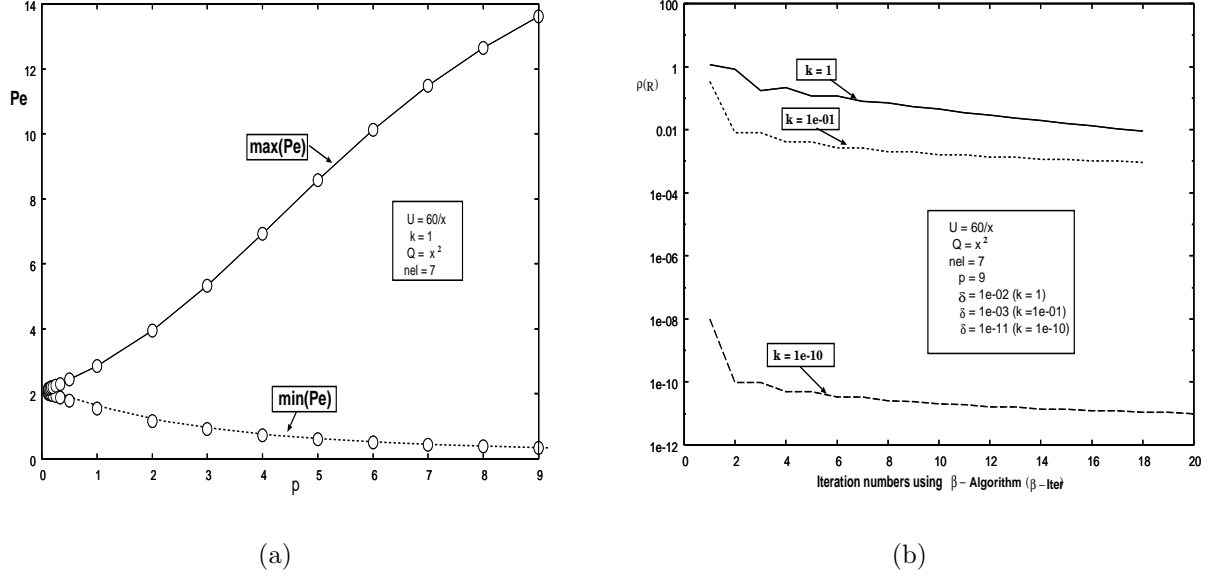 14
12
10
8
6
4
2
0
Pe
max(Pe)
min(Pe)
U = 60/x
k = 1
Q = x²
nel = 7
0 1 2 3 4 5 6 7 8 9
p
(a)
100
1
0.01
1e-04
1e-06
1e-08
1e-10
1e-12
ρ(R)
k = 1
k = 1e-01
k = 1e-10
U = 60/x
Q = x²
nel = 7
p = 9
δ = 1e-02 (k = 1)
δ = 1e-03 (k =1e-01)
δ = 1e-11 (k = 1e-10)
0 2 4 6 8 10 12 14 16 18 20
Iteration numbers using β – Algorithm (β – Iter)
(b)